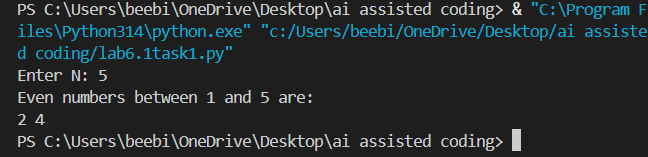 PS C:\Users\beebi\OneDrive\Desktop\ai assisted coding> & "C:\Program F
iles\Python314\python.exe" "c:/Users/beebi/OneDrive/Desktop/ai assiste
d coding/lab6.1task1.py"
Enter N: 5
Even numbers between 1 and 5 are:
2 4
PS C:\Users\beebi\OneDrive\Desktop\ai assisted coding>